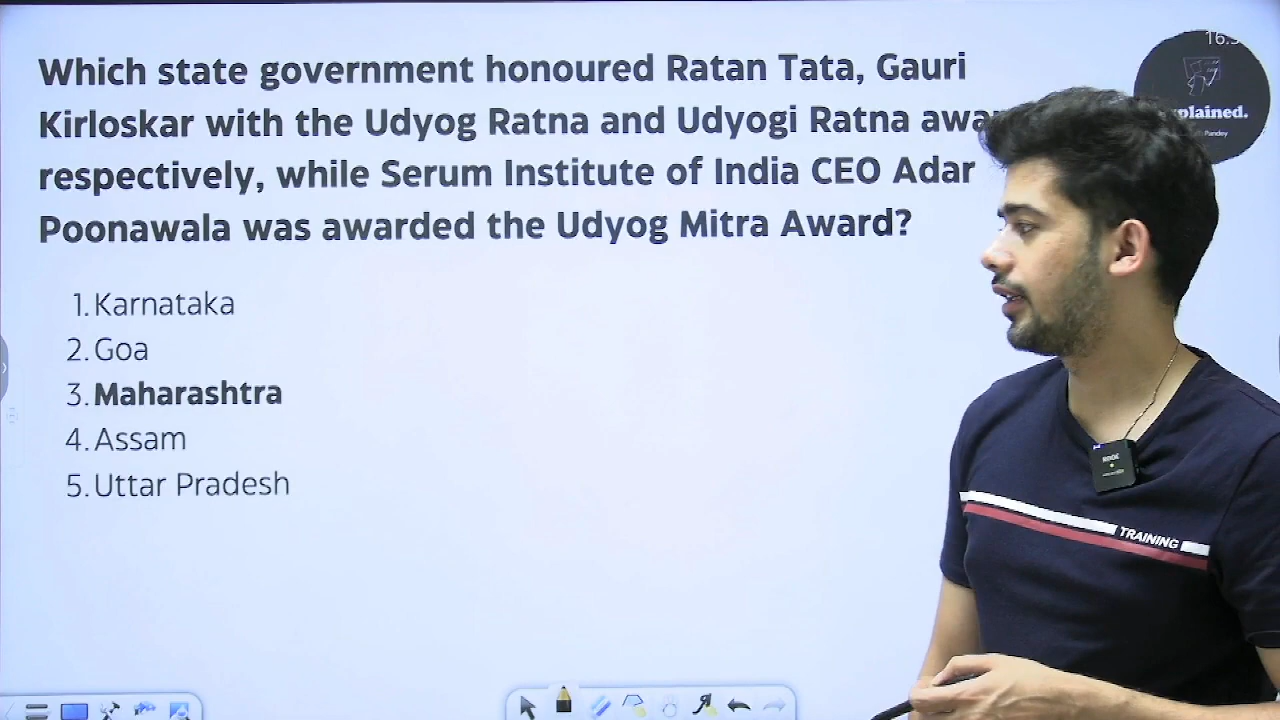 Which state government honoured Ratan Tata, Gauri
Kirloskar with the Udyog Ratna and Udyogi Ratna
respectively, while Serum Institute of India CEO Adar
Poonawala was awarded the Udyog Mitra Award?
1. Karnataka
2. Goa
3. Maharashtra
4. Assam
5. Uttar Pradesh
Pandey
TRAINING